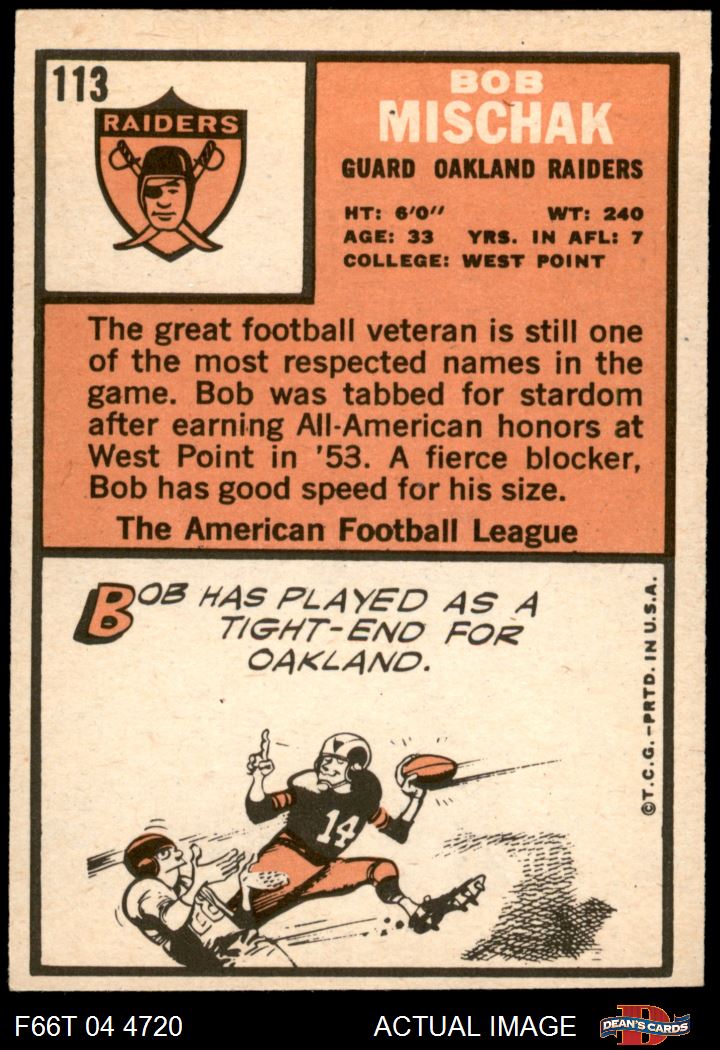 113
RAIDERS
BOB
MISCHAK
GUARD OAKLAND RAIDERS
HT: 6'0" WT: 240
AGE: 33 YRS. IN AFL: 7
COLLEGE: WEST POINT
The great football veteran is still one
of the most respected names in the
game. Bob was tabbed for stardom
after earning All-American honors at
West Point in '53. A fierce blocker,
Bob has good speed for his size.
The American Football League
BOB HAS PLAYED AS A
TIGHT-END FOR
OAKLAND.
14
©T.C.G.-PRTD. IN U.S.A.
F66T 04 4720
ACTUAL IMAGE
D
DEAN'S CARDS